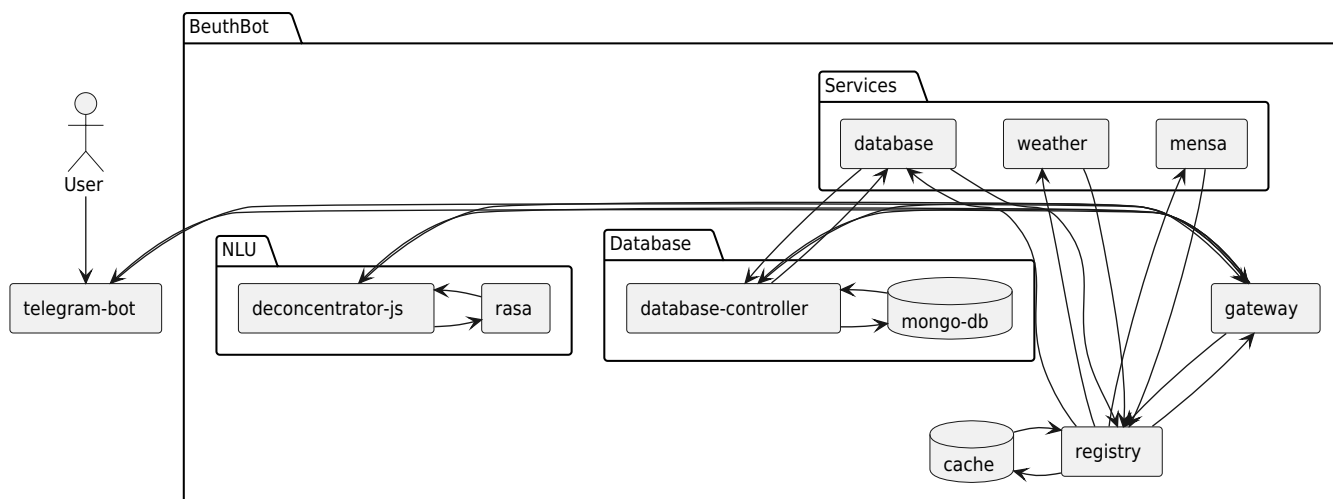 BeuthBot
Services
database
weather
mensa
User
NLU
Database
telegram-bot
deconcentrator-js
rasa
database-controller
mongo-db
gateway
cache
registry